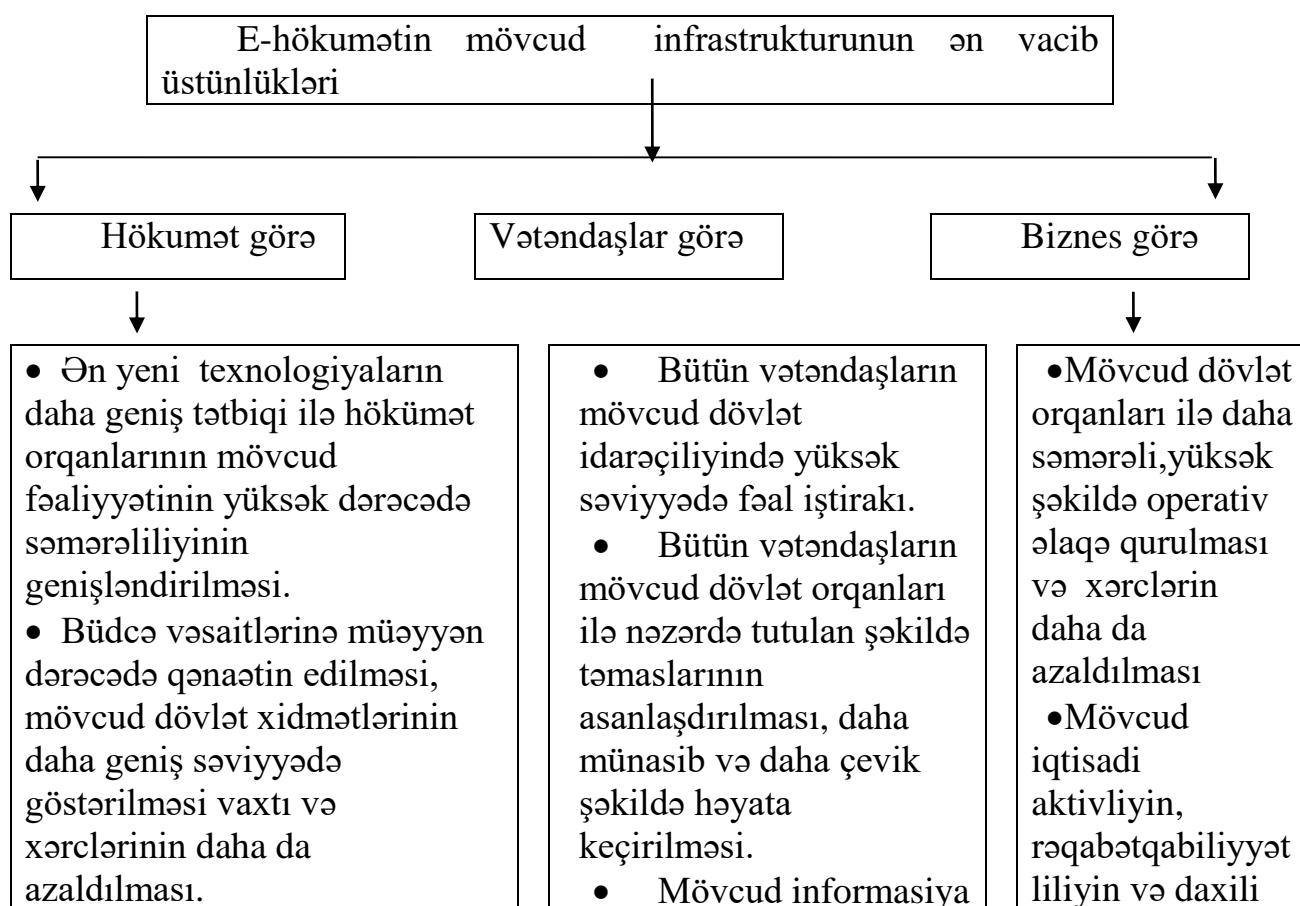 E-hökumətin mövcud infrastrukturunun ən vacib
üstünlükləri
Hökumət görə
Vətəndaşlar görə
Biznes görə
• Ən yeni texnologiyaların
daha geniş tətbiqi ilə hökümət
orqanlarının mövcud
fəaliyyətinin yüksək dərəcədə
səmərəliliyinin
genişləndirilməsi.
• Büdcə vəsaitlərinə müəyyən
dərəcədə qənaətin edilməsi,
mövcud dövlət xidmətlərinin
daha geniş səviyyədə
göstərilməsi vaxtı və
xərclərinin daha da
azaldılması.
• Bütün vətəndaşların
mövcud dövlət
idarəçiliyində yüksək
səviyyədə fəal iştirakı.
• Bütün vətəndaşların
mövcud dövlət orqanları
ilə nəzərdə tutulan şəkildə
təmaslarının
asanlaşdırılması, daha
münasib və daha çevik
şəkildə həyata
keçirilməsi.
• Mövcud informasiya
•Mövcud dövlət
orqanları ilə daha
səmərəli,yüksək
şəkildə operativ
əlaqə qurulması
və xərclərin
daha da
azaldılması
•Mövcud
iqtisadi
aktivliyin,
rəqabətqabiliyyət
liliyin və daxili